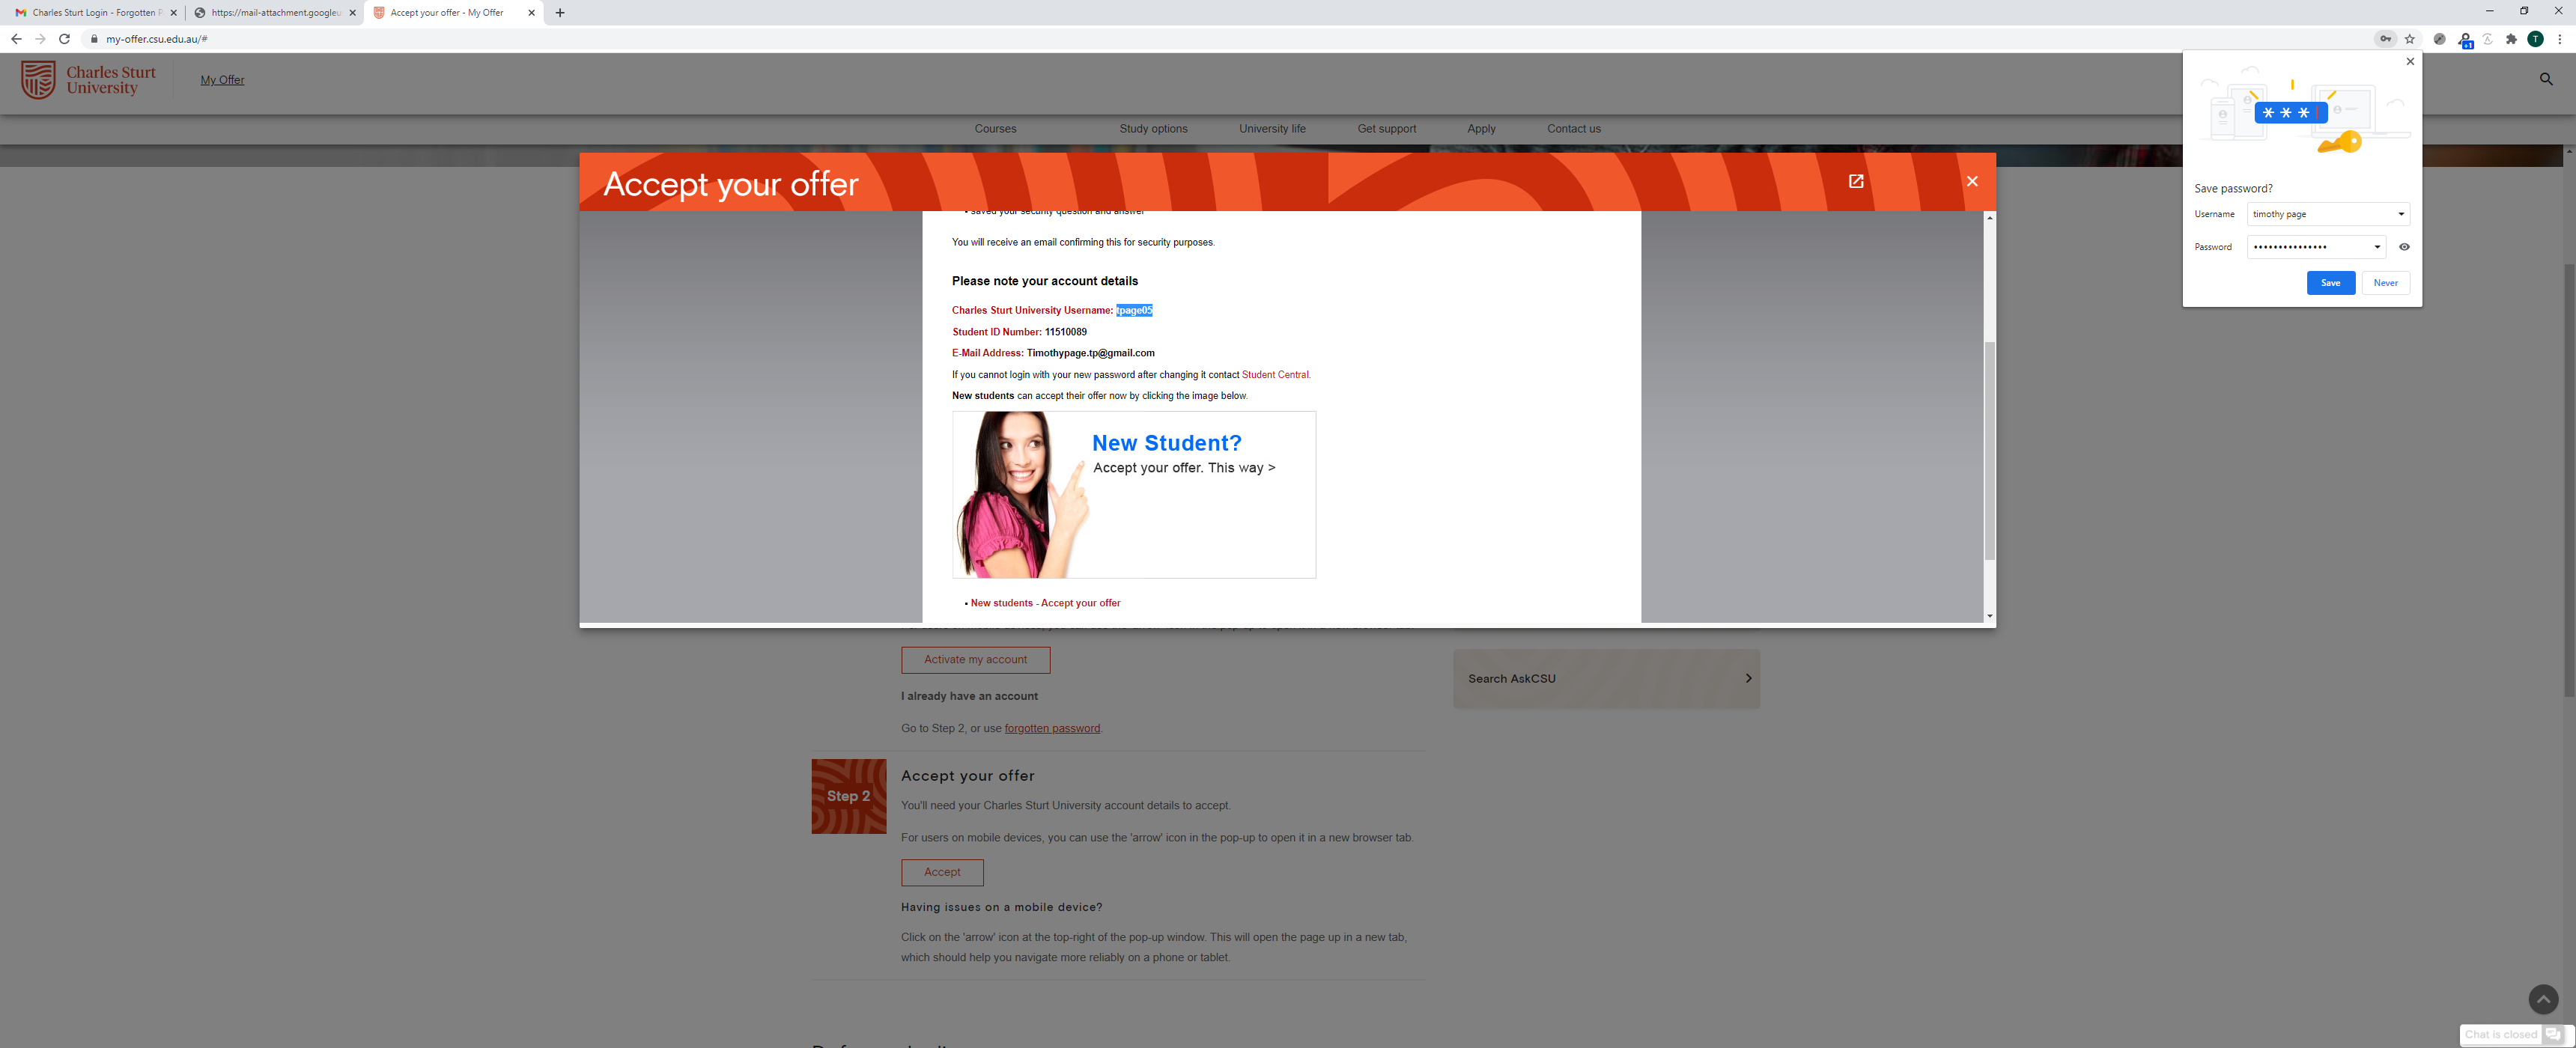 Charles Sturt Login - Forgotten P
https://mail-attachment.googleu
Accept your offer - My Offer
my-offer.csu.edu.au/#
+1
T
Charles Sturt
University
My Offer
Courses
Study options
University life
Get support
Apply
Contact us
Save password?
Username
timothy page
Password
•••••••••••••••
Save
Never
Accept your offer
• saved your security question and answer
You will receive an email confirming this for security purposes.
Please note your account details
Charles Sturt University Username: tpage05
Student ID Number: 11510089
E-Mail Address: Timothypage.tp@gmail.com
If you cannot login with your new password after changing it contact Student Central.
New students can accept their offer now by clicking the image below.
New Student?
Accept your offer. This way >
• New students - Accept your offer
Activate my account
I already have an account
Go to Step 2, or use forgotten password.
Search AskCSU
Step 2
Accept your offer
You'll need your Charles Sturt University account details to accept.
For users on mobile devices, you can use the 'arrow' icon in the pop-up to open it in a new browser tab.
Accept
Having issues on a mobile device?
Click on the 'arrow' icon at the top-right of the pop-up window. This will open the page up in a new tab,
which should help you navigate more reliably on a phone or tablet.
Chat is closed